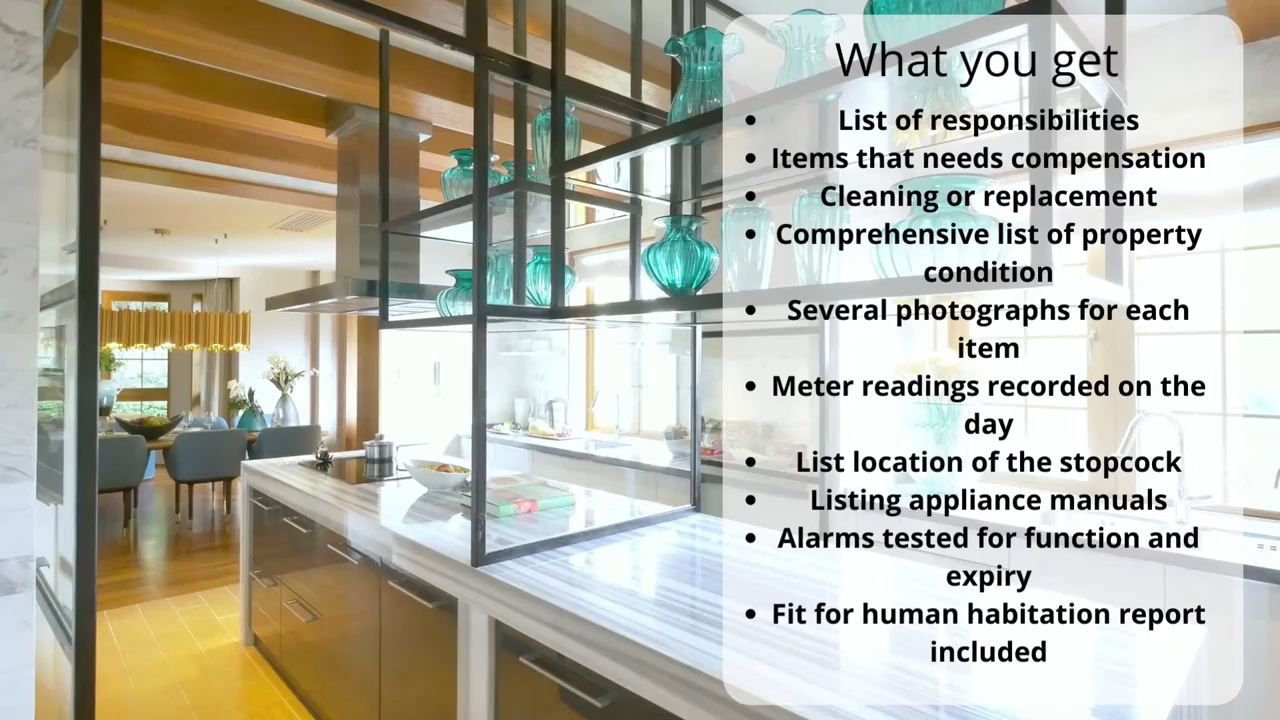 What you get
• List of responsibilities
• Items that needs compensation
• Cleaning or replacement
• Comprehensive list of property
condition
• Several photographs for each
item
• Meter readings recorded on the
day
• List location of the stopcock
• Listing appliance manuals
• Alarms tested for function and
expiry
• Fit for human habitation report
included